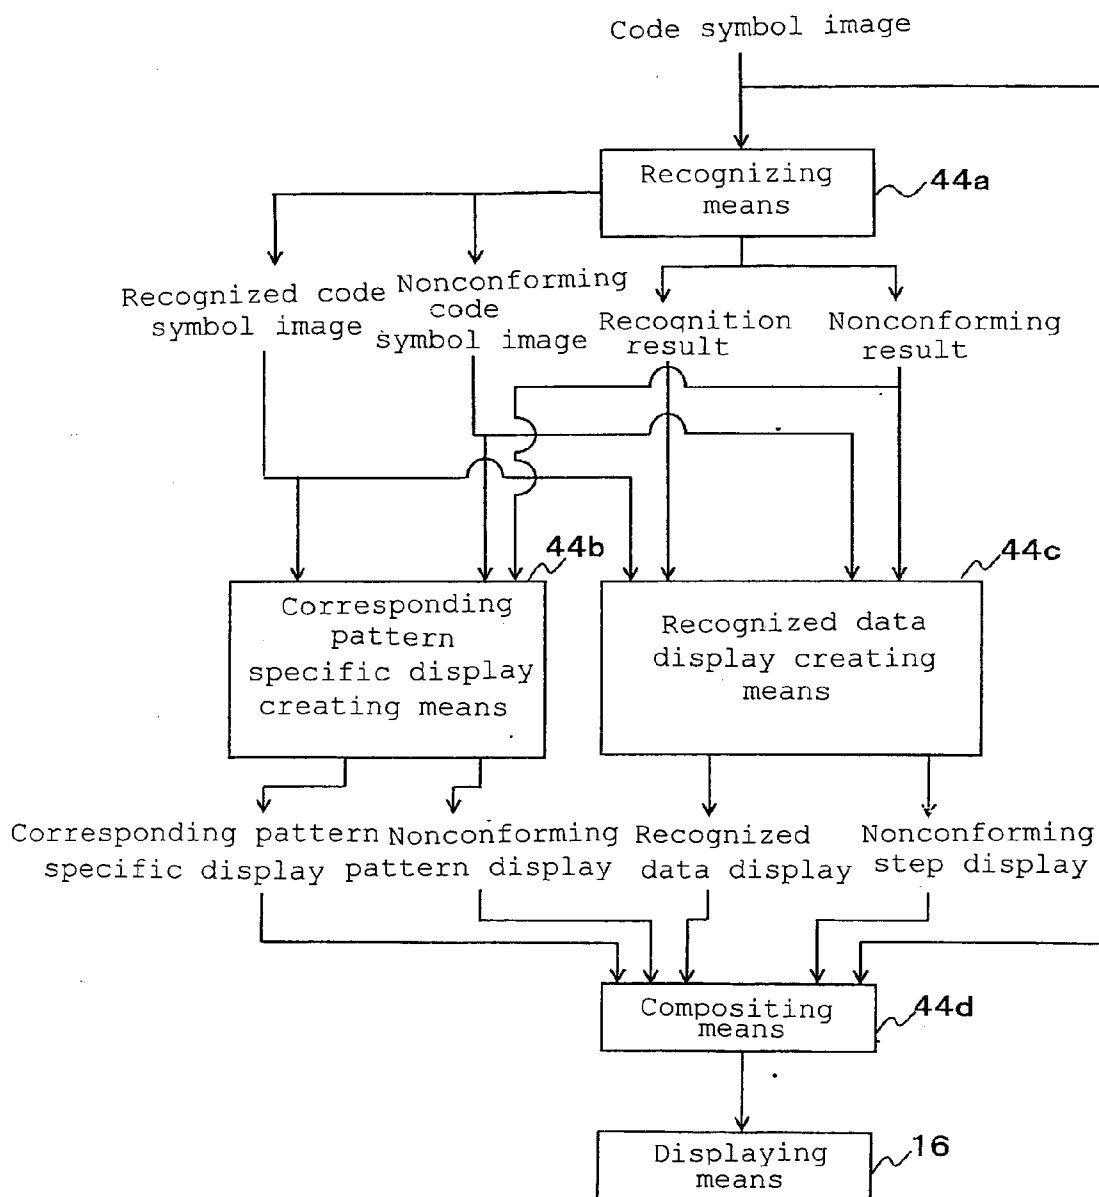 Code symbol image
Recognizing
means
44a
Recognized code
symbol image
Nonconforming
code
symbol image
Recognition
result
Nonconforming
result
44b
44c
Corresponding
pattern
specific display
creating means
Recognized data
display creating
means
Corresponding pattern
specific display
Nonconforming
pattern display
Recognized
data display
Nonconforming
step display
Compositing
means
44d
Displaying
means
16